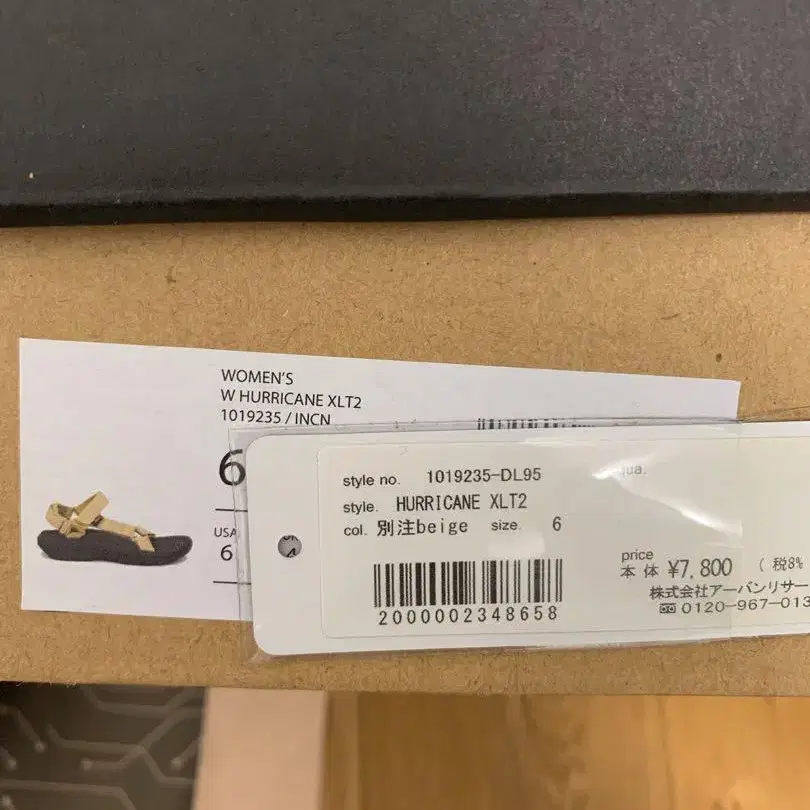 WOMEN'S
W HURRICANE XLT2
1019235 / INCN
6
USA
6
style no. 1019235-DL95
qua.
style. HURRICANE XLT2
col. 別注beige size. 6
price
本体 ¥7,800 (税8%
株式会社アーバンリサー
0120-967-013
2000002348658